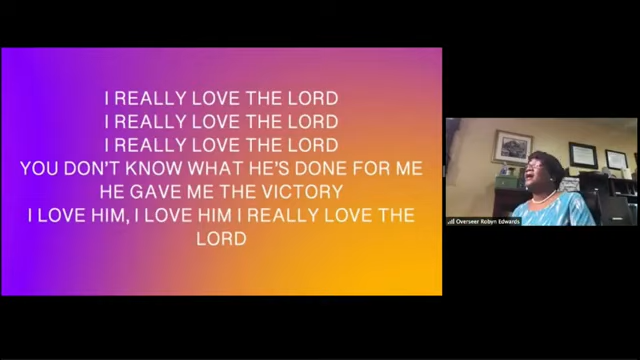 I REALLY LOVE THE LORD
I REALLY LOVE THE LORD
I REALLY LOVE THE LORD
YOU DON'T KNOW WHAT HE'S DONE FOR ME
HE GAVE ME THE VICTORY
I LOVE HIM, I LOVE HIM I REALLY LOVE THE
LORD
Overseer Robyn Edwards